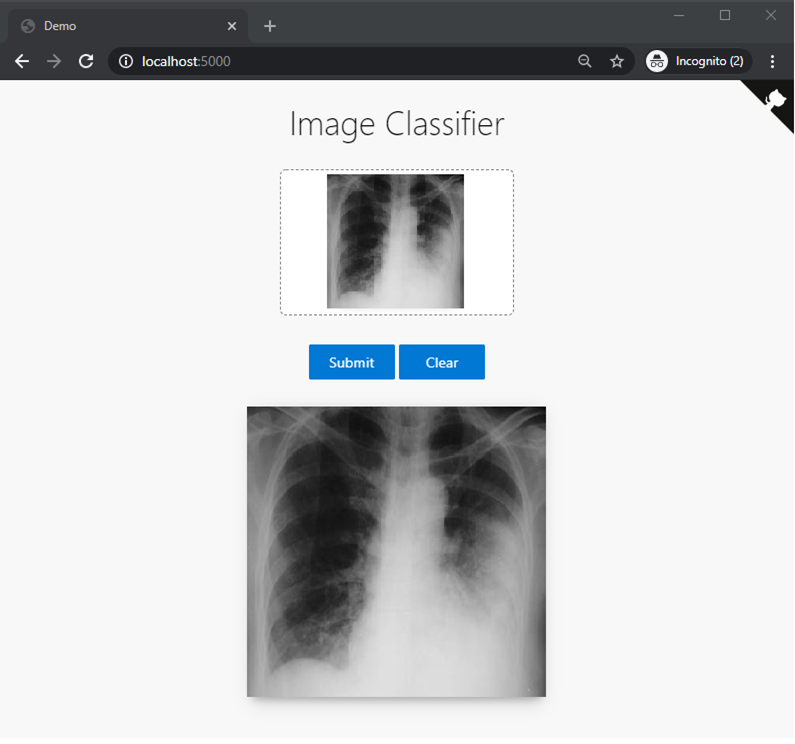 Demo
localhost:5000
Incognito (2)
Image Classifier
Submit
Clear